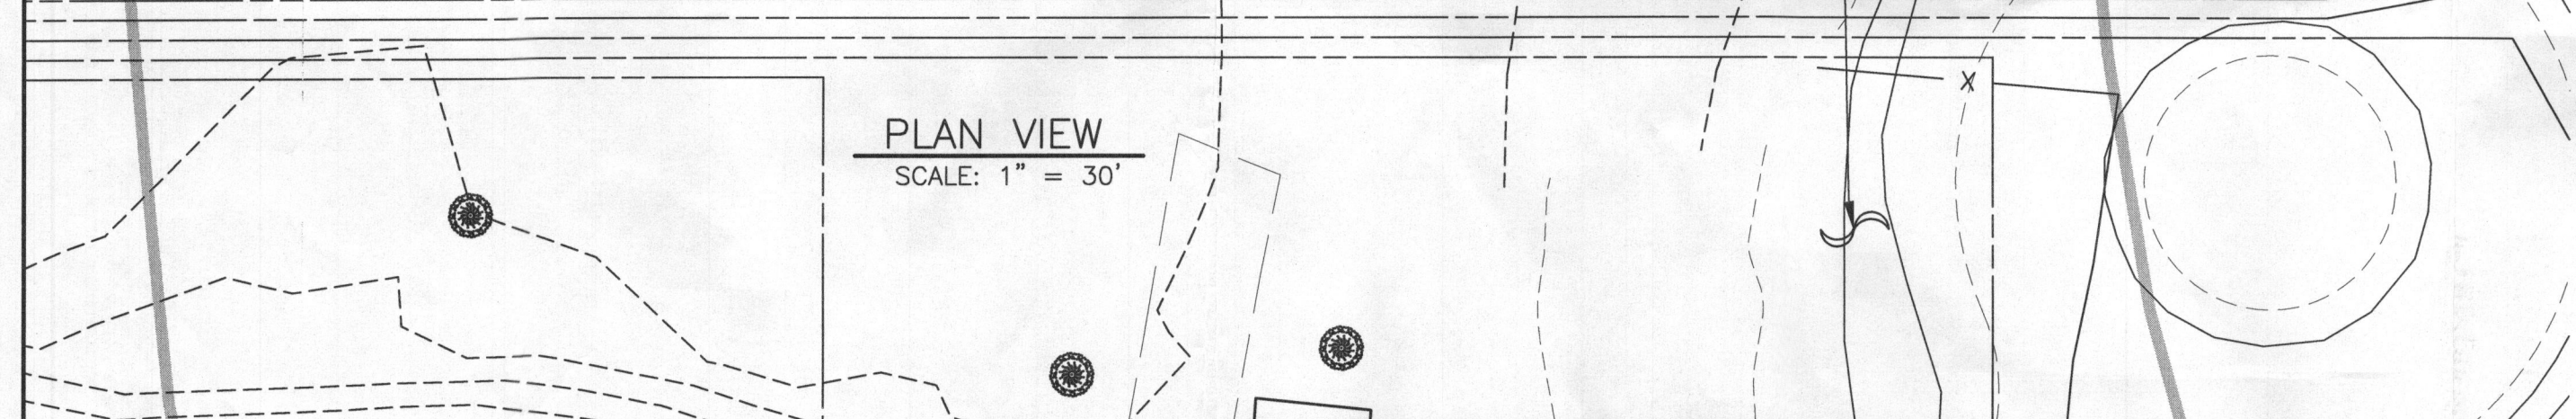 PLAN VIEW
SCALE: 1" = 30'
X